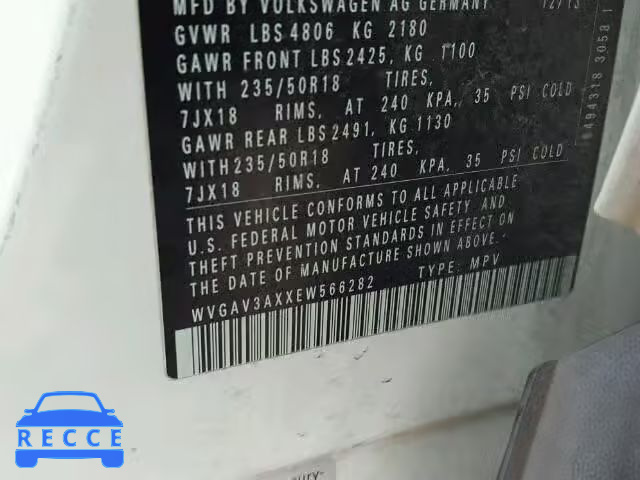 MFD BY VOLKSWAGEN AG GERMANY 12/13
GVWR LBS 4806 KG 2180
GAWR FRONT LBS 2425, KG 1100
WITH 235/50R18 TIRES,
7JX18 RIMS, AT 240 KPA, 35 PSI COLD
GAWR REAR LBS 2491, KG 1130
WITH 235/50R18 TIRES,
7JX18 RIMS, AT 240 KPA, 35 PSI COLD
THIS VEHICLE CONFORMS TO ALL APPLICABLE
U.S. FEDERAL MOTOR VEHICLE SAFETY, AND
THEFT PREVENTION STANDARDS IN EFFECT ON
THE DATE OF MANUFACTURE SHOWN ABOVE.
WVGAV3AXXEW566282 TYPE: MPV
RECCE